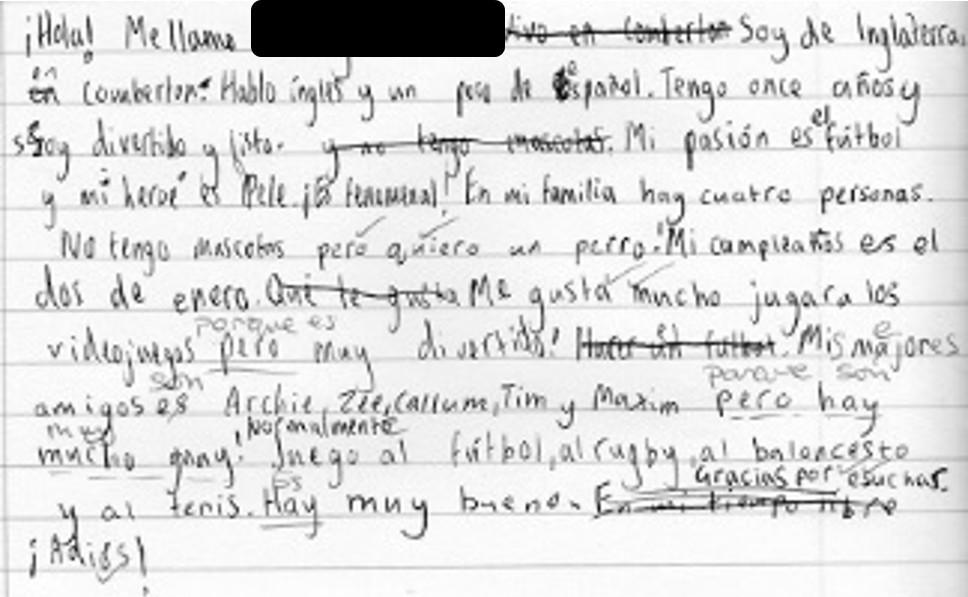 ¡Hola! Me llamo vivo en Comberton Soy de Inglaterra,
en Comberton. Hablo inglés y un poco de español. Tengo once años y
soy divertido y listo. y no tengo mascotas. Mi pasión es el fútbol
y mi heroe es Pele. ¡Es fenomenal! En mi familia hay cuatro personas.
No tengo mascotas pero quiero un perro. Mi cumpleaños es el
dos de enero. Qué te gusta Me gusta mucho jugar a los
porque es
videojuegos pero muy divertido! Hacer un futbol. Mis mejores
son porque son
amigos es Archie, Zee, Callum, Tim y Maxim pero hay
muy Normalmente
mucho guay. Juego al fútbol, al rugby, al baloncesto
Es Gracias por esuchar.
y al tenis. Hay muy bueno. En mi tiempo libre
¡Adios!